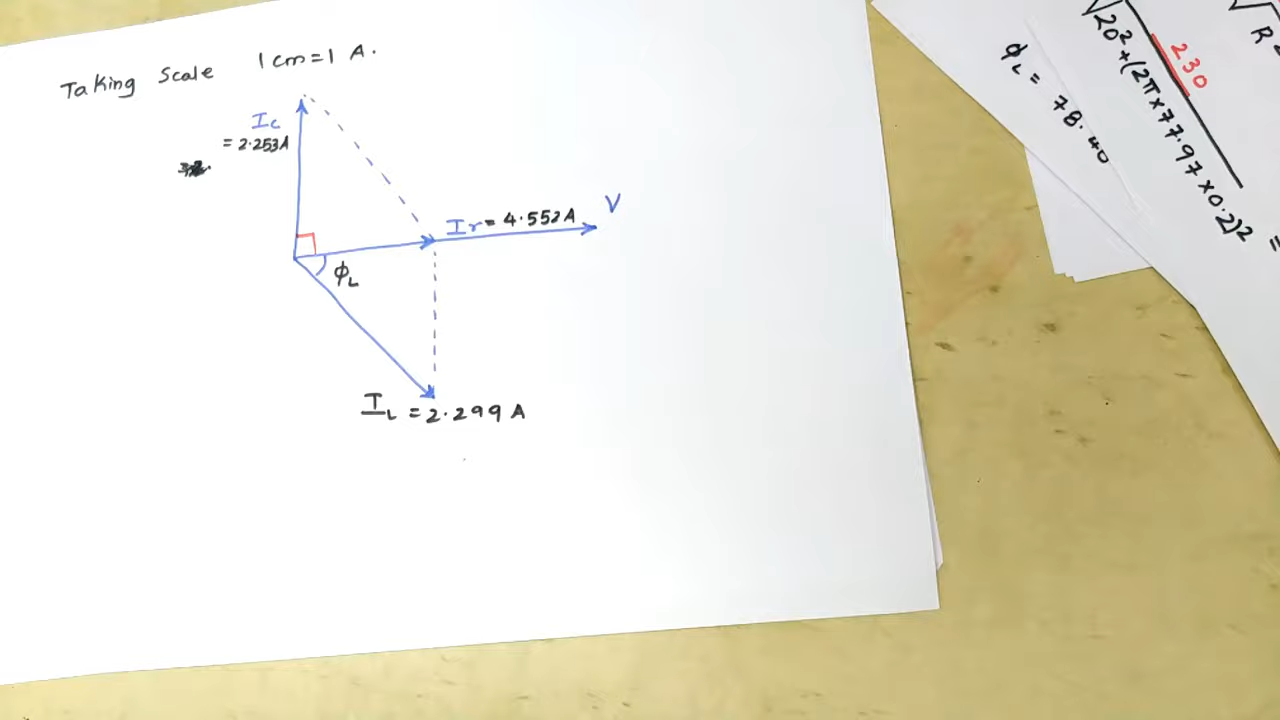 Taking Scale 1 cm = 1 A.
Ic
= 2.253A
Ir = 4.552A
V
ϕL
IL = 2.299 A
√20²+(2π×77.97×0.2)² =
230
ϕL = 78.40
√R